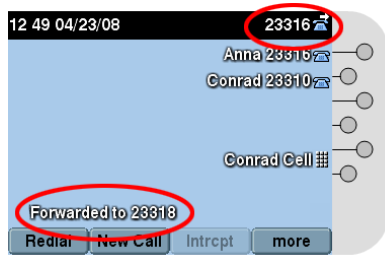 12 49 04/23/08 23316
Anna 23316
Conrad 23310
Conrad Cell
Forwarded to 23318
Redial New Call Intrcpt more